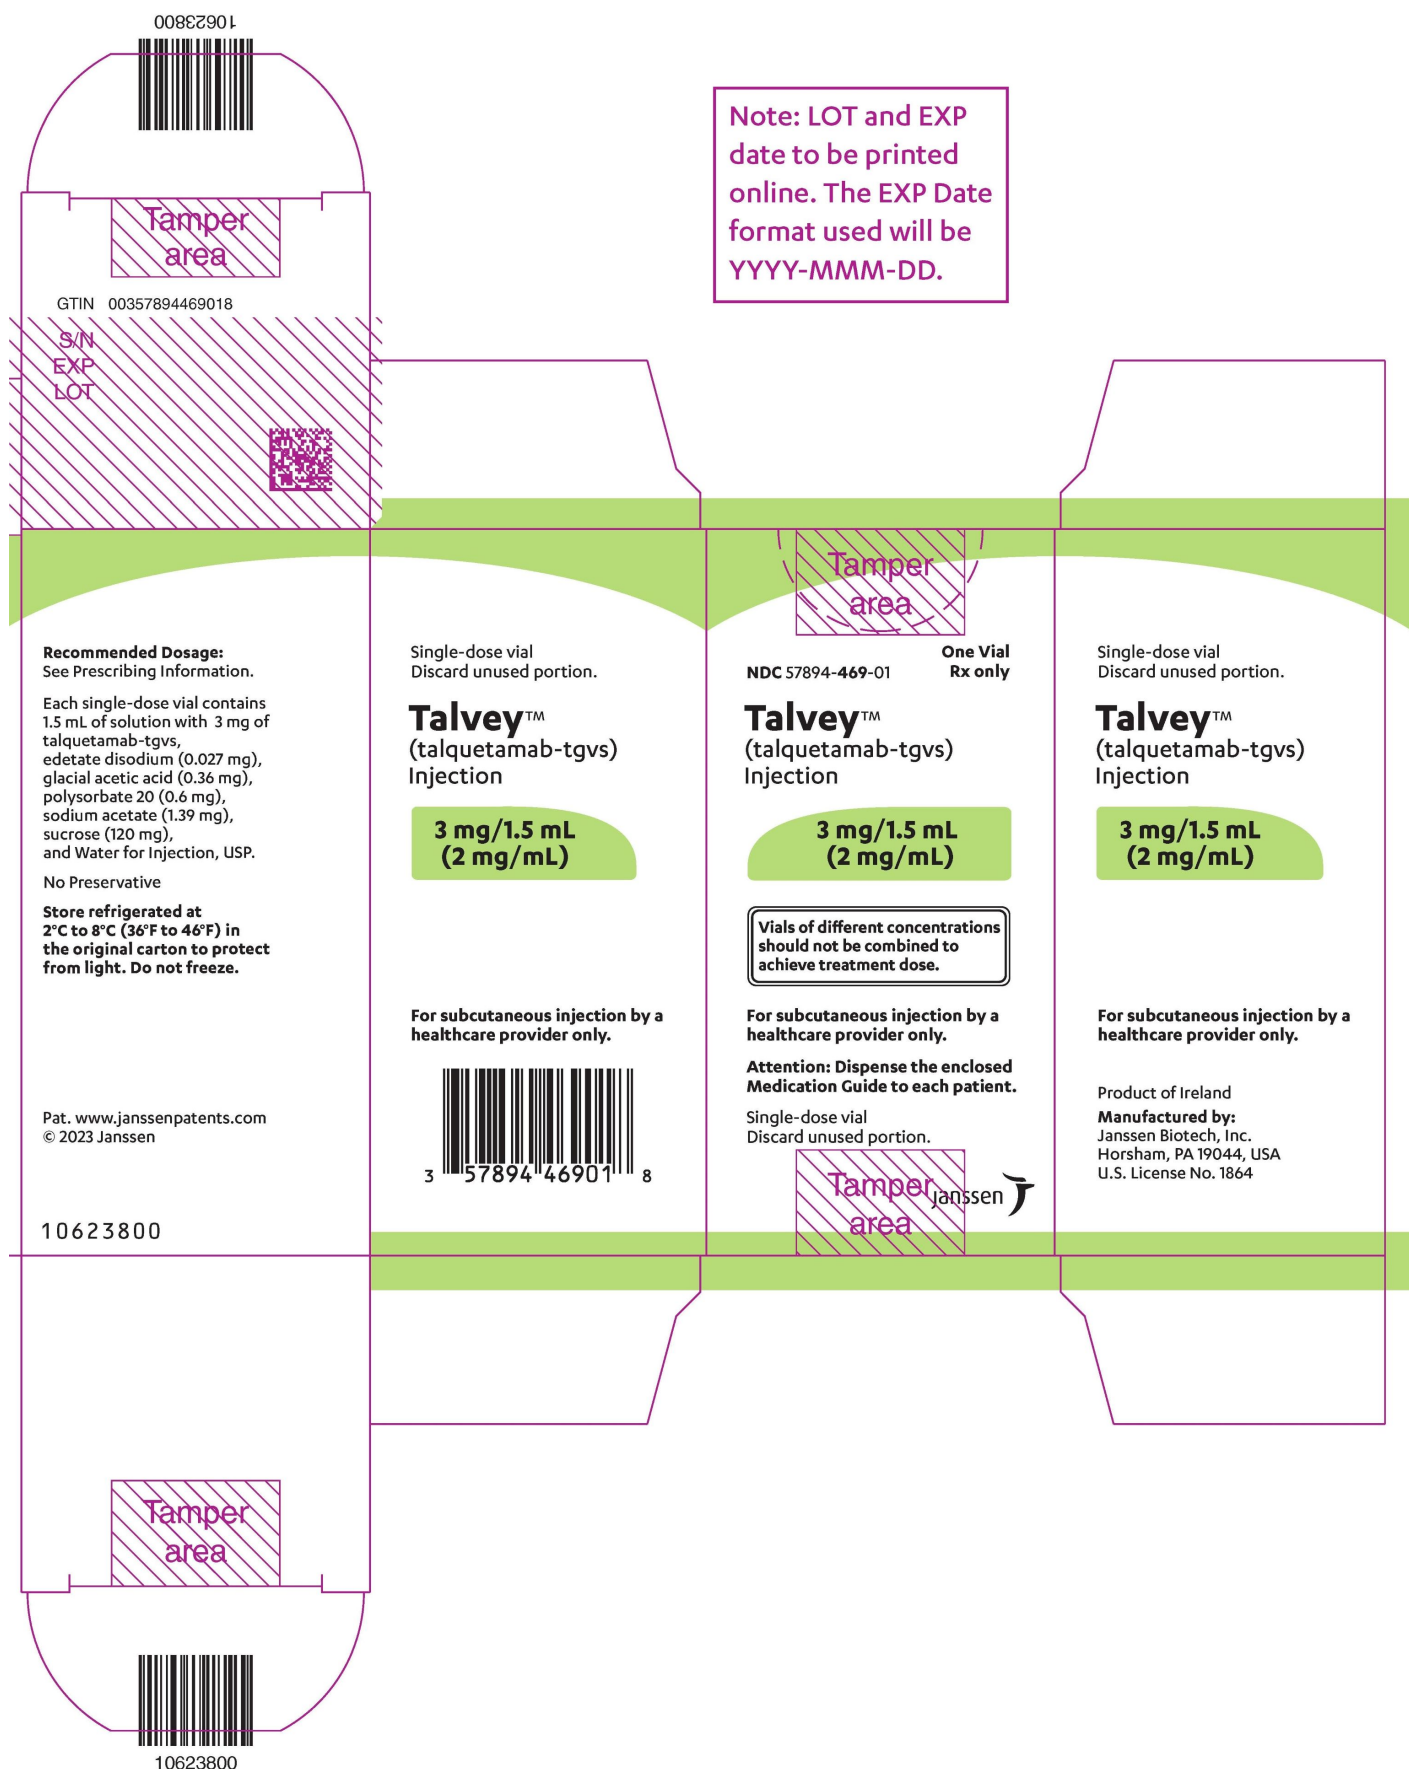 10623800
Note: LOT and EXP
date to be printed
online. The EXP Date
format used will be
YYYY-MMM-DD.
Tamper
area
GTIN 00357894469018
S/N
EXP
LOT
Recommended Dosage:
See Prescribing Information.
Each single-dose vial contains
1.5 mL of solution with 3 mg of
talquetamab-tgvs,
edetate disodium (0.027 mg),
glacial acetic acid (0.36 mg),
polysorbate 20 (0.6 mg),
sodium acetate (1.39 mg),
sucrose (120 mg),
and Water for Injection, USP.
No Preservative
Store refrigerated at
2°C to 8°C (36°F to 46°F) in
the original carton to protect
from light. Do not freeze.
Pat. www.janssenpatents.com
© 2023 Janssen
10623800
Single-dose vial
Discard unused portion.
Talvey™
(talquetamab-tgvs)
Injection
3 mg/1.5 mL
(2 mg/mL)
For subcutaneous injection by a
healthcare provider only.
3 57894 46901 8
Tamper
area
One Vial
NDC 57894-469-01 Rx only
Talvey™
(talquetamab-tgvs)
Injection
3 mg/1.5 mL
(2 mg/mL)
Vials of different concentrations
should not be combined to
achieve treatment dose.
For subcutaneous injection by a
healthcare provider only.
Attention: Dispense the enclosed
Medication Guide to each patient.
Single-dose vial
Discard unused portion.
Tamper
area
janssen
Single-dose vial
Discard unused portion.
Talvey™
(talquetamab-tgvs)
Injection
3 mg/1.5 mL
(2 mg/mL)
For subcutaneous injection by a
healthcare provider only.
Product of Ireland
Manufactured by:
Janssen Biotech, Inc.
Horsham, PA 19044, USA
U.S. License No. 1864
Tamper
area
10623800